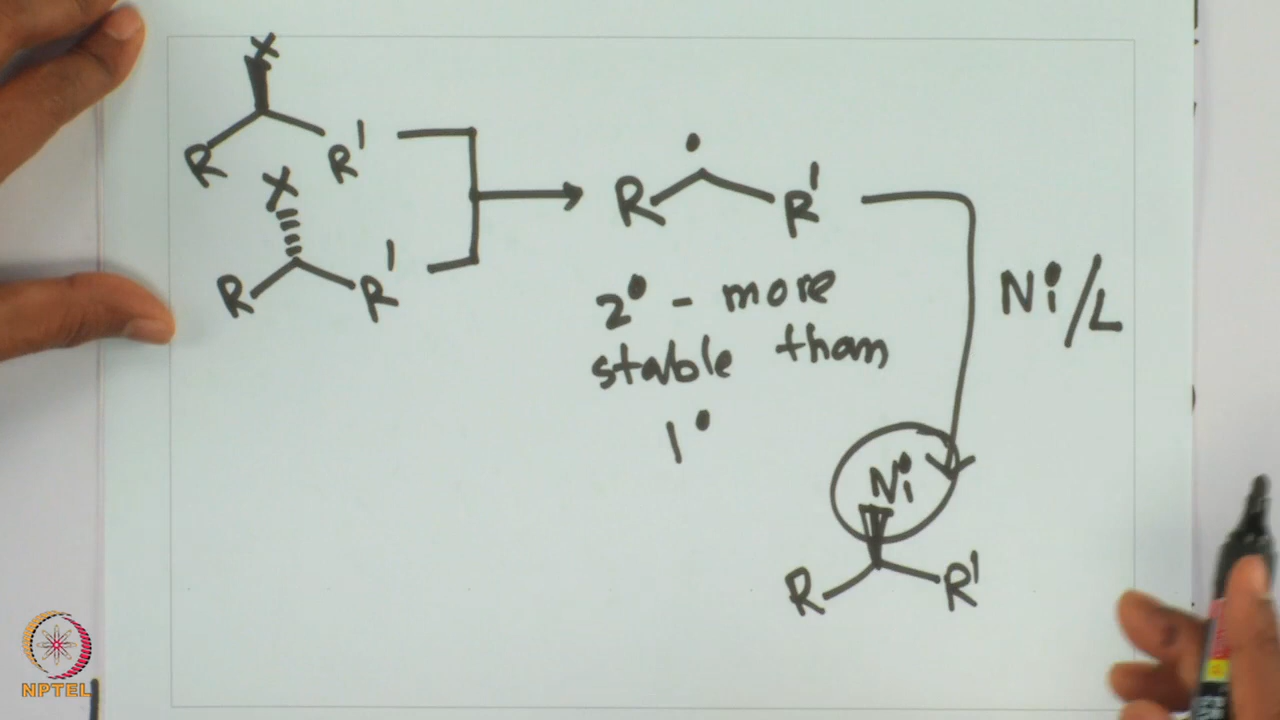 X
R R'
X
R R'
R • R'
2° - more
stable than
1°
Ni/L
Ni
R R'
NPTEL